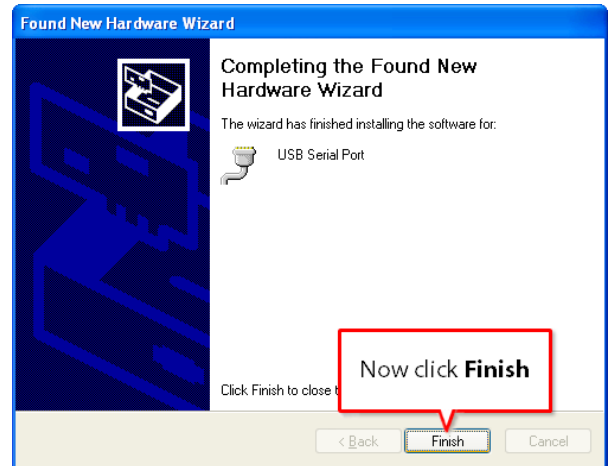 Found New Hardware Wizard
Completing the Found New
Hardware Wizard
The wizard has finished installing the software for:
USB Serial Port
Now click Finish
Click Finish to close
< Back
Finish
Cancel